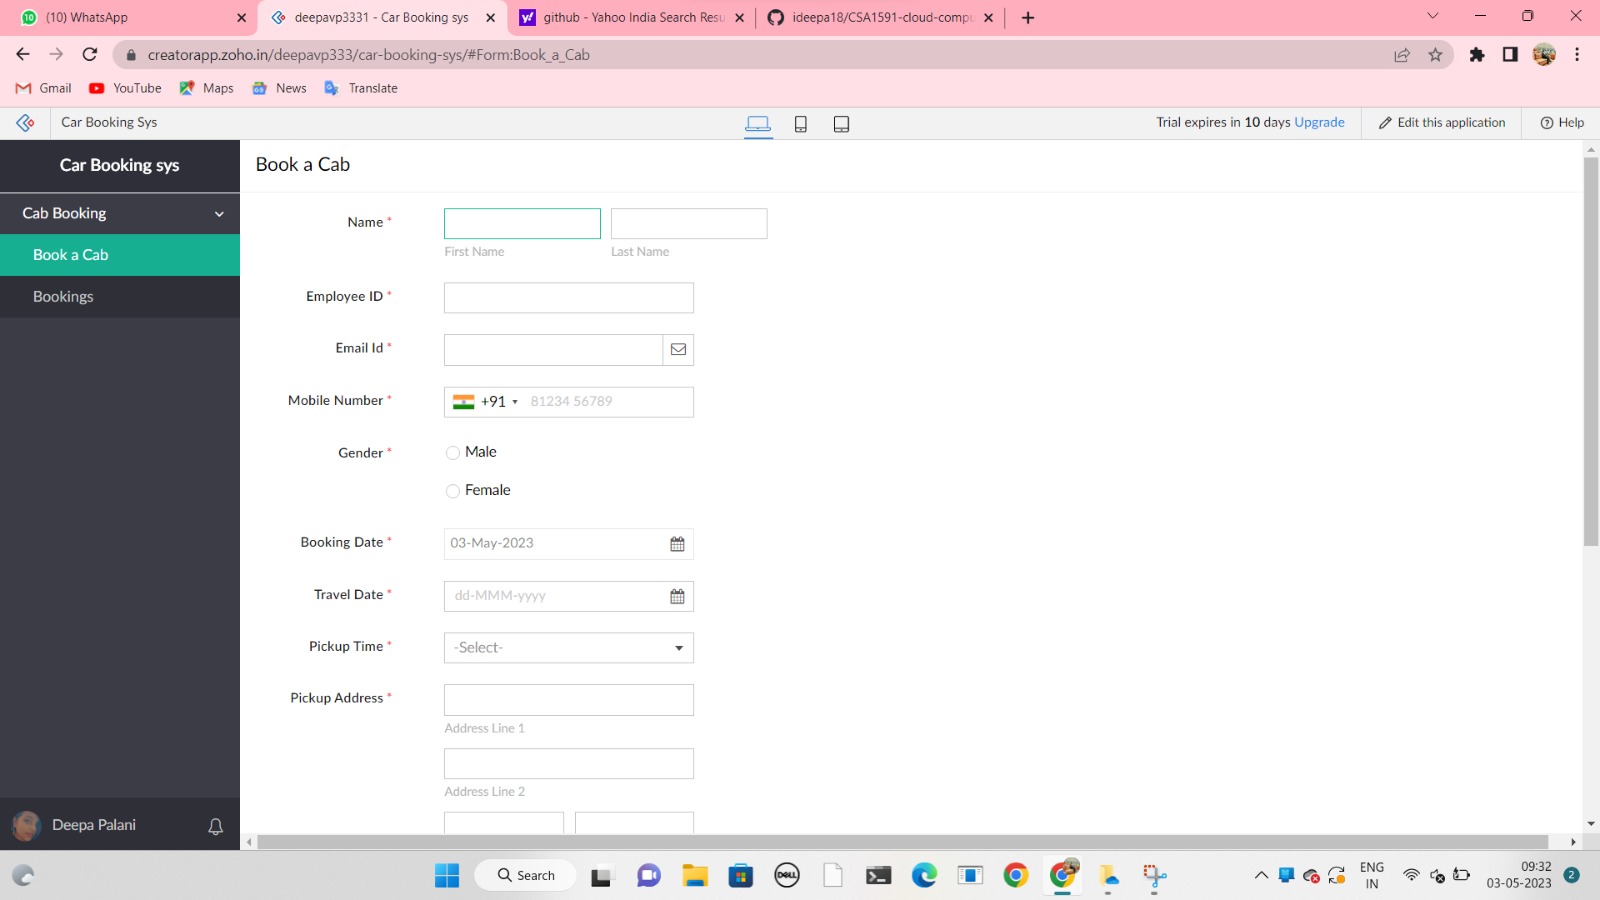 10 (10) WhatsApp
deepavp3331 - Car Booking sys
github - Yahoo India Search Resu
ideepa18/CSA1591-cloud-compu
creatorapp.zoho.in/deepavp333/car-booking-sys/#Form:Book_a_Cab
Gmail YouTube Maps News Translate
Car Booking Sys
Trial expires in 10 days Upgrade
Edit this application
Help
Car Booking sys
Cab Booking
Book a Cab
Bookings
Deepa Palani
Book a Cab
Name *
First Name Last Name
Employee ID *
Email Id *
Mobile Number * +91 81234 56789
Gender * Male
Female
Booking Date * 03-May-2023
Travel Date * dd-MMM-yyyy
Pickup Time * -Select-
Pickup Address *
Address Line 1
Address Line 2
Search
DELL
ENG
IN
09:32
03-05-2023
2